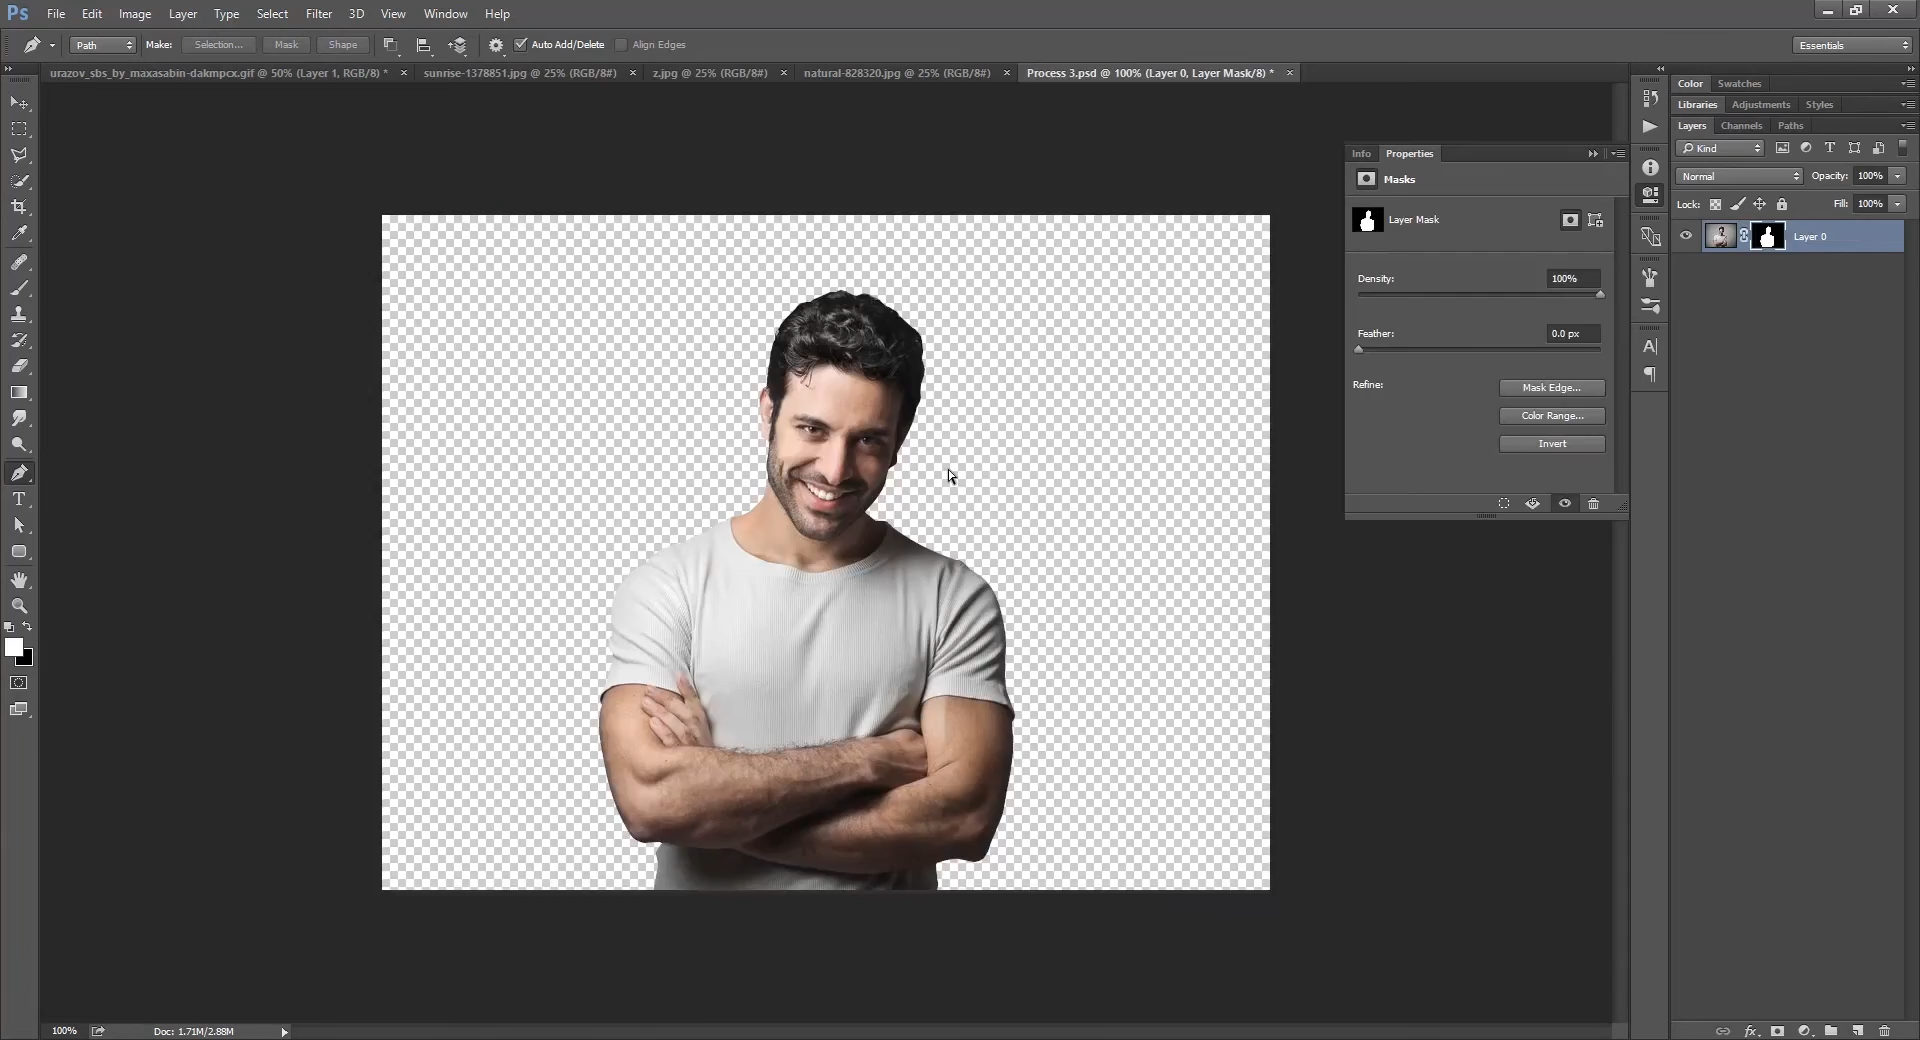 Ps File Edit Image Layer Type Select Filter 3D View Window Help
Path Make: Selection... Mask Shape Auto Add/Delete Align Edges Essentials
urazov_sbs_by_maxasabin-dakmpcx.gif @ 50% (Layer 1, RGB/8) * × sunrise-1378851.jpg @ 25% (RGB/8#) × z.jpg @ 25% (RGB/8#) × natural-828320.jpg @ 25% (RGB/8#) × Process 3.psd @ 100% (Layer 0, Layer Mask/8) * ×
Color Swatches
Libraries Adjustments Styles
Layers Channels Paths
Kind
Normal Opacity: 100%
Lock: Fill: 100%
Layer 0
Info Properties
Masks
Layer Mask
Density: 100%
Feather: 0.0 px
Refine: Mask Edge...
Color Range...
Invert
100% Doc: 1.71M/2.88M